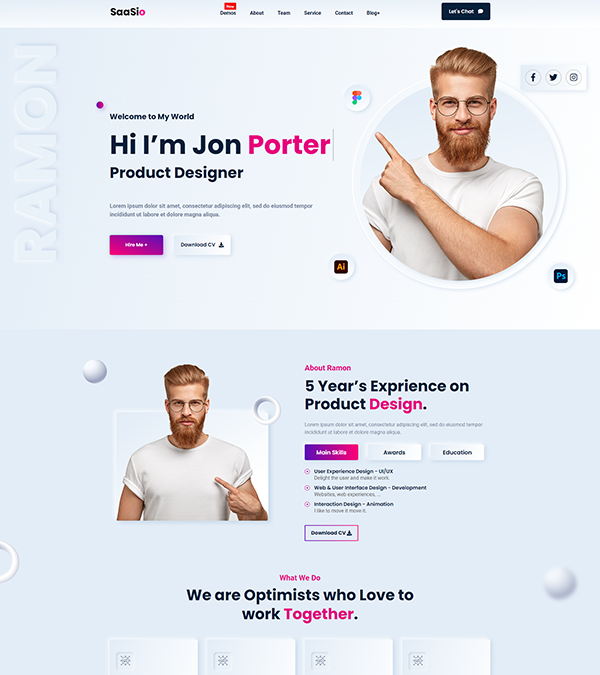 SaaSio
New
Demos
About
Team
Service
Contact
Blog+
Let's Chat
RAMON
Welcome to My World
Hi I'm Jon Porter
Product Designer
Lorem ipsum dolor sit amet, consectetur adipiscing elit, sed do eiusmod tempor
incididunt ut labore et dolore magna aliqua.
Hire Me +
Download CV
Ai
Ps
About Ramon
5 Year's Exprience on
Product Design.
Lorem ipsum dolor sit amet, consectetur adipiscing elit, sed do eiusmod tempor incididunt ut labore et
dolore magna aliqua.
Main Skills
Awards
Education
User Experience Design - UI/UX
Delight the user and make it work.
Web & User Interface Design - Development
Websites, web experiences, ...
Interaction Design - Animation
I like to move it move it.
Download CV
What We Do
We are Optimists who Love to
work Together.